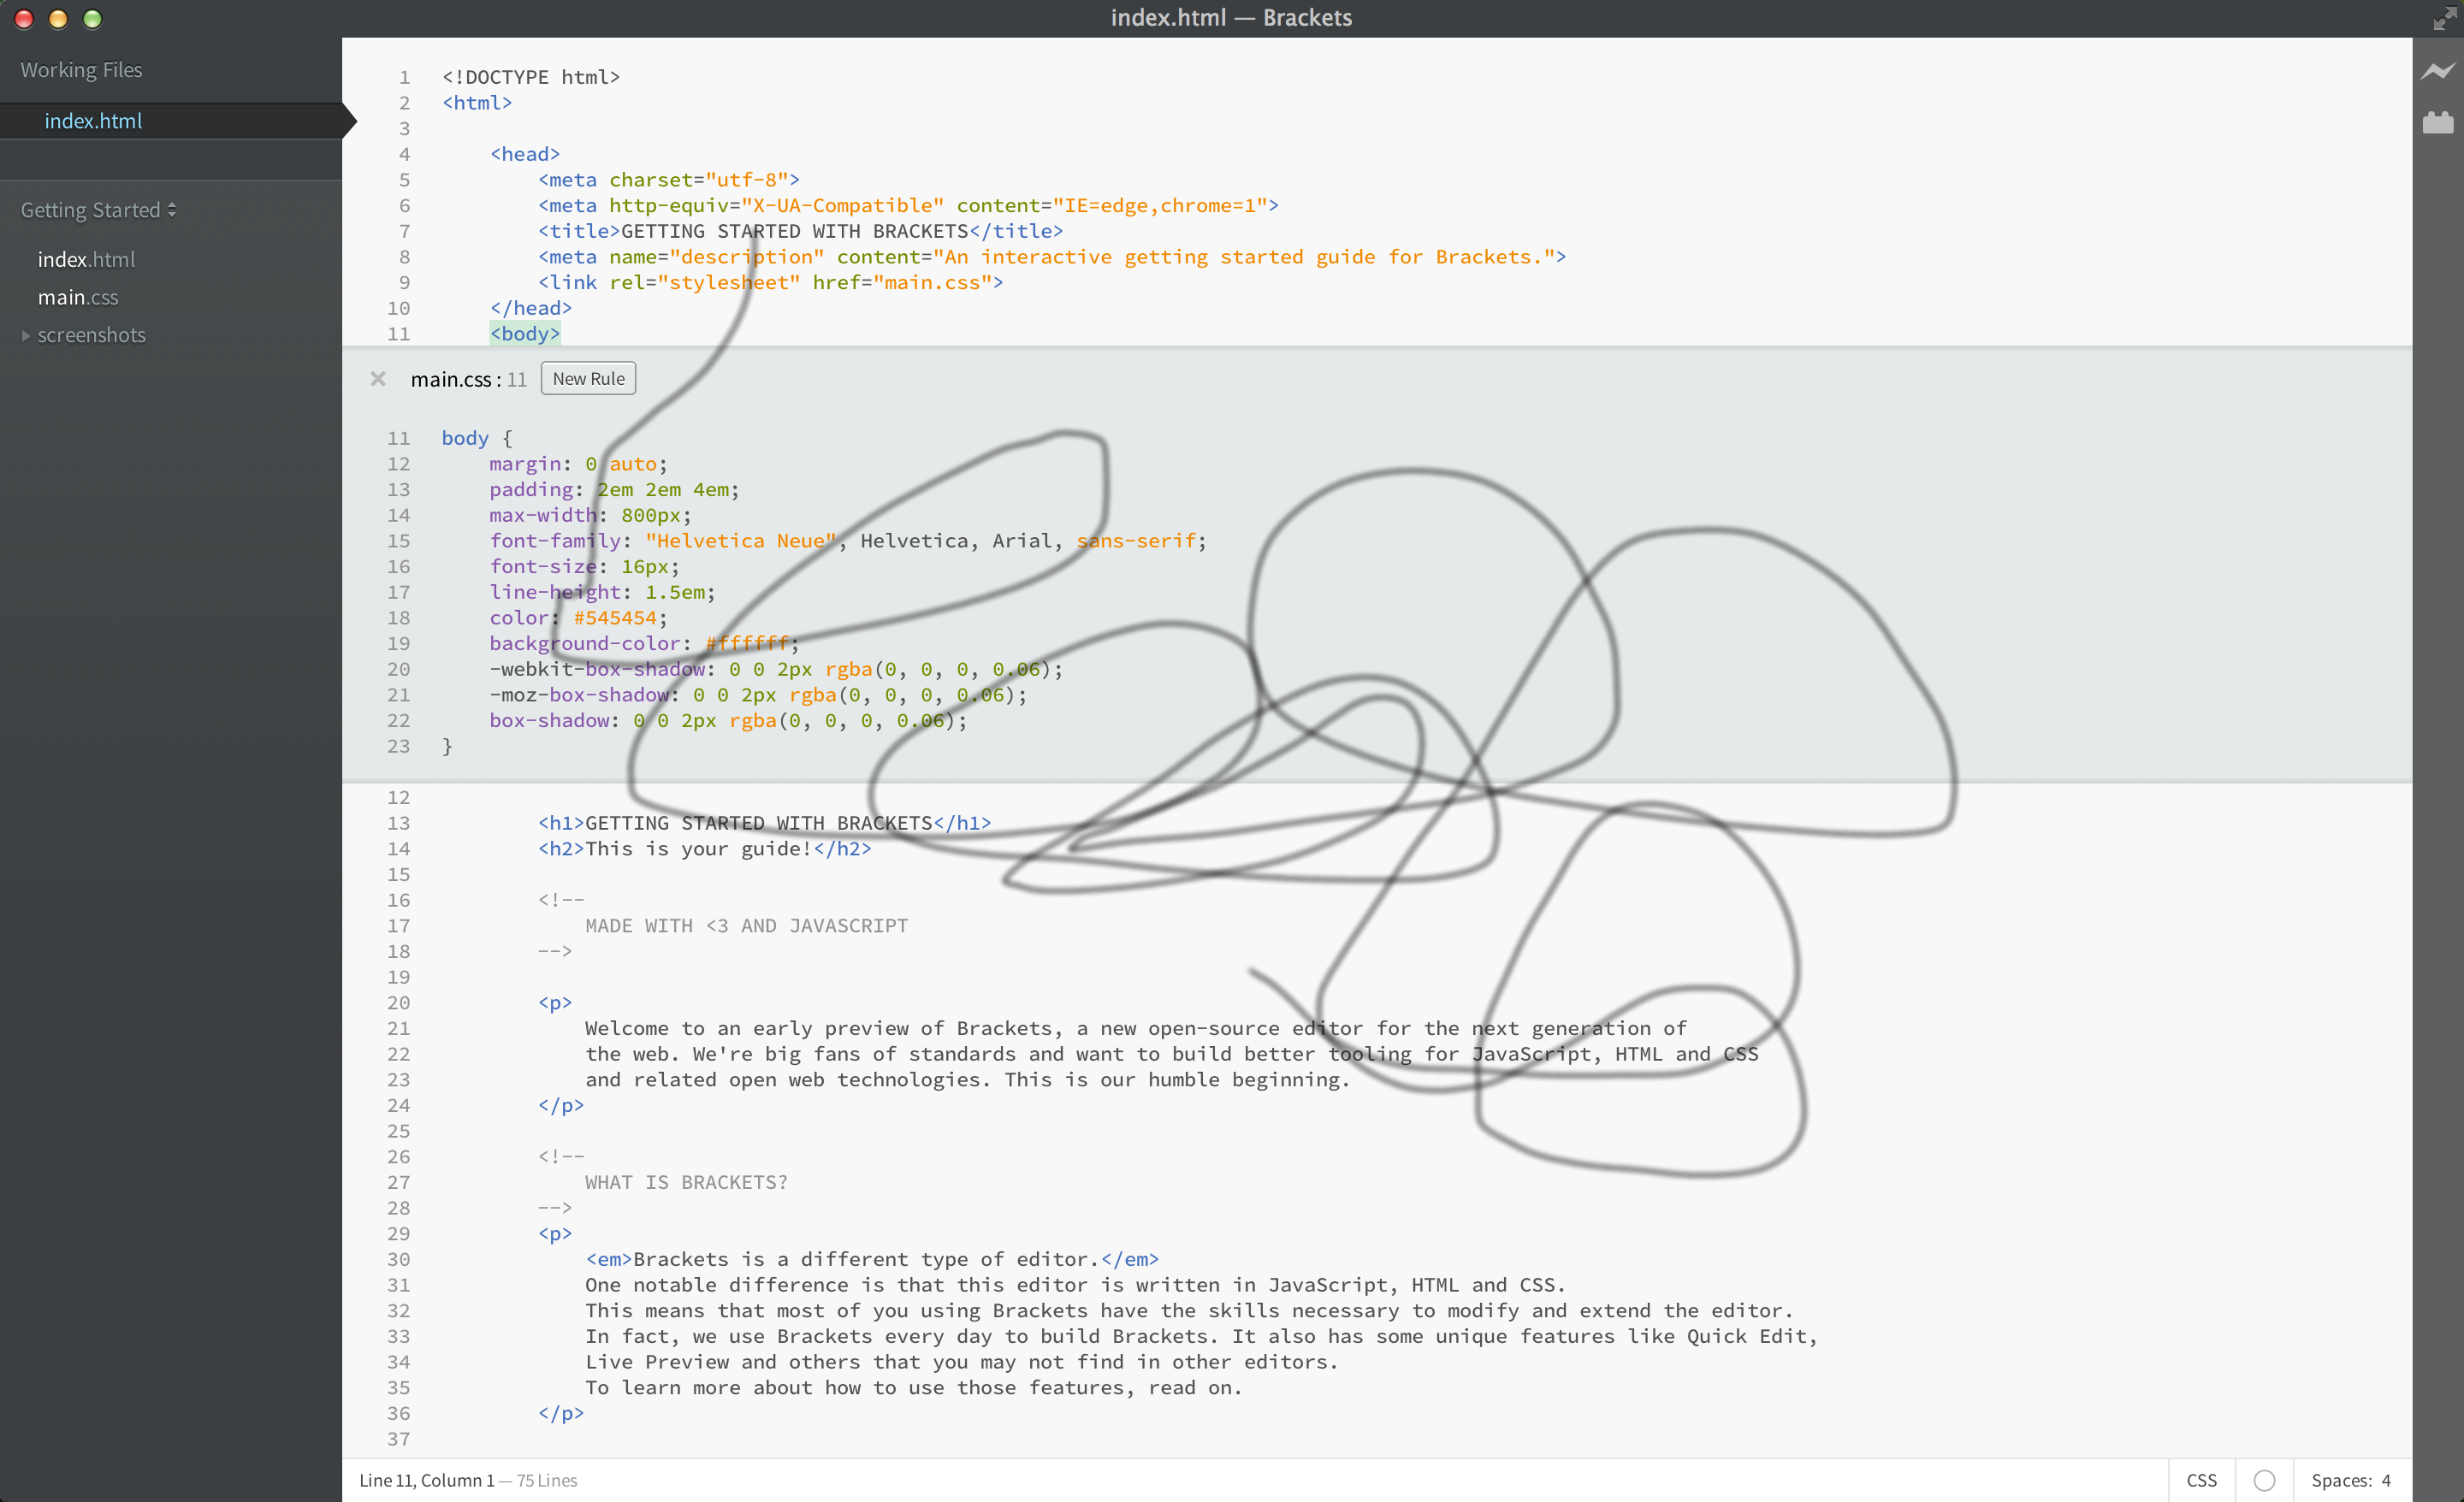 index.html — Brackets
Working Files
index.html
Getting Started
index.html
main.css
screenshots
1 <!DOCTYPE html>
2 <html>
3
4 <head>
5 <meta charset="utf-8">
6 <meta http-equiv="X-UA-Compatible" content="IE=edge,chrome=1">
7 <title>GETTING STARTED WITH BRACKETS</title>
8 <meta name="description" content="An interactive getting started guide for Brackets.">
9 <link rel="stylesheet" href="main.css">
10 </head>
11 <body>
main.css : 11 New Rule
11 body {
12 margin: 0 auto;
13 padding: 2em 2em 4em;
14 max-width: 800px;
15 font-family: "Helvetica Neue", Helvetica, Arial, sans-serif;
16 font-size: 16px;
17 line-height: 1.5em;
18 color: #545454;
19 background-color: #ffffff;
20 -webkit-box-shadow: 0 0 2px rgba(0, 0, 0, 0.06);
21 -moz-box-shadow: 0 0 2px rgba(0, 0, 0, 0.06);
22 box-shadow: 0 0 2px rgba(0, 0, 0, 0.06);
23 }
12
13 <h1>GETTING STARTED WITH BRACKETS</h1>
14 <h2>This is your guide!</h2>
15
16 <!--
17 MADE WITH <3 AND JAVASCRIPT
18 -->
19
20 <p>
21 Welcome to an early preview of Brackets, a new open-source editor for the next generation of
22 the web. We're big fans of standards and want to build better tooling for JavaScript, HTML and CSS
23 and related open web technologies. This is our humble beginning.
24 </p>
25
26 <!--
27 WHAT IS BRACKETS?
28 -->
29 <p>
30 <em>Brackets is a different type of editor.</em>
31 One notable difference is that this editor is written in JavaScript, HTML and CSS.
32 This means that most of you using Brackets have the skills necessary to modify and extend the editor.
33 In fact, we use Brackets every day to build Brackets. It also has some unique features like Quick Edit,
34 Live Preview and others that you may not find in other editors.
35 To learn more about how to use those features, read on.
36 </p>
37
Line 11, Column 1 — 75 Lines
CSS
Spaces: 4